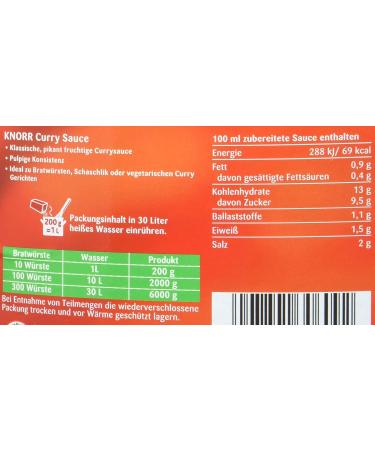 KNORR Curry Sauce
• Klassische, pikant fruchtige Currysauce
• Pulpige Konsistenz
• Ideal zu Bratwürsten, Schaschlik oder vegetarischen Curry
Gerichten
200 g
=1L
Packungsinhalt in 30 Liter
heißes Wasser einrühren.
Bratwürste Wasser Produkt
10 Würste 1L 200 g
100 Würste 10 L 2000 g
300 Würste 30 L 6000 g
Bei Entnahme von Teilmengen die wiederverschlossene
Packung trocken und vor Wärme geschützt lagern.
100 ml zubereitete Sauce enthalten
Energie 288 kJ/ 69 kcal
Fett 0,9 g
davon gesättigte Fettsäuren 0,4 g
Kohlenhydrate 13 g
davon Zucker 9,5 g
Ballaststoffe 1,1 g
Eiweiß 1,5 g
Salz 2 g